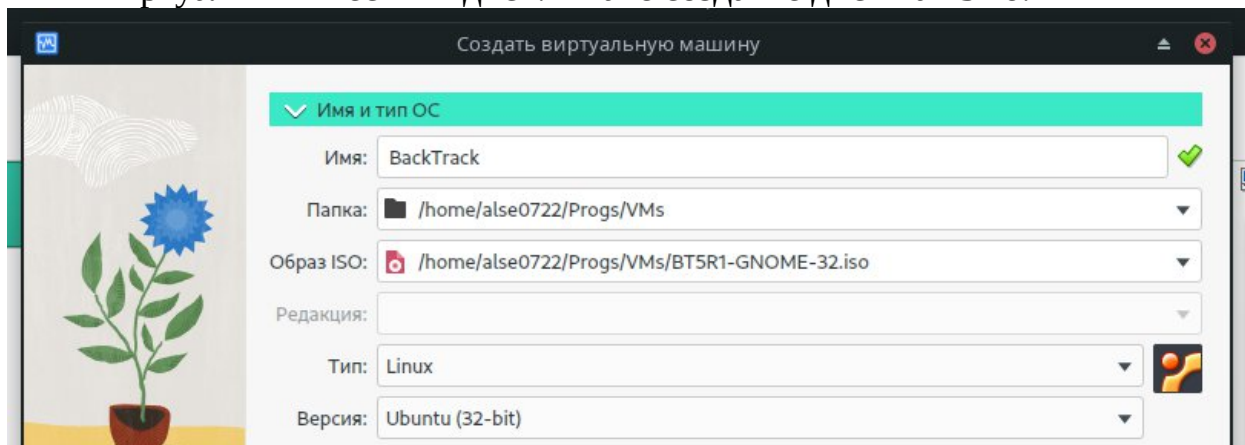 Создать виртуальную машину
Имя и тип ОС
Имя: BackTrack
Папка: /home/alse0722/Progs/VMs
Образ ISO: /home/alse0722/Progs/VMs/BT5R1-GNOME-32.iso
Редакция:
Тип: Linux
Версия: Ubuntu (32-bit)